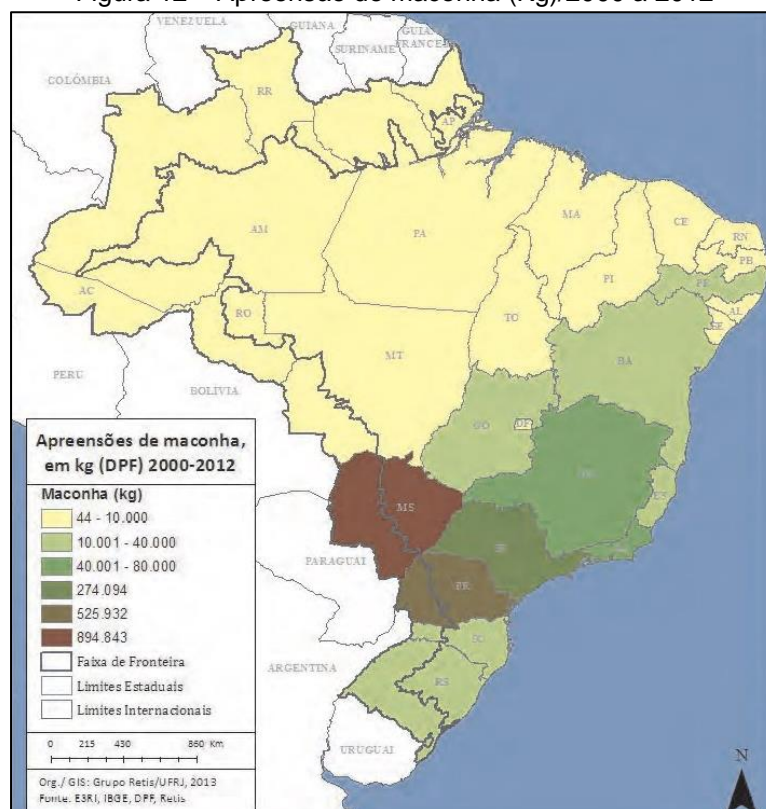 Figura 12 – Apreensão de maconha (Kg)/2000 a 2012
VENEZUELA
GUIANA
SURINAME
GUIANA
FRANCESA
COLÔMBIA
RR
AP
AM
PA
MA
CE
RN
PB
PI
PE
AL
SE
AC
RO
TO
BA
MT
PERU
BOLIVIA
GO
DF
MG
ES
MS
SP
PARAGUAI
PR
SC
ARGENTINA
RS
URUGUAI
Apreensões de maconha,
em kg (DPF) 2000-2012
Maconha (kg)
44 - 10.000
10.001 - 40.000
40.001 - 80.000
274.094
525.932
894.843
Faixa de Fronteira
Limites Estaduais
Limites Internacionais
0 215 430 860 Km
Org./ GIS: Grupo Retis/UFRJ, 2013
Fonte: ESRI, IBGE, DPF, Retis
N